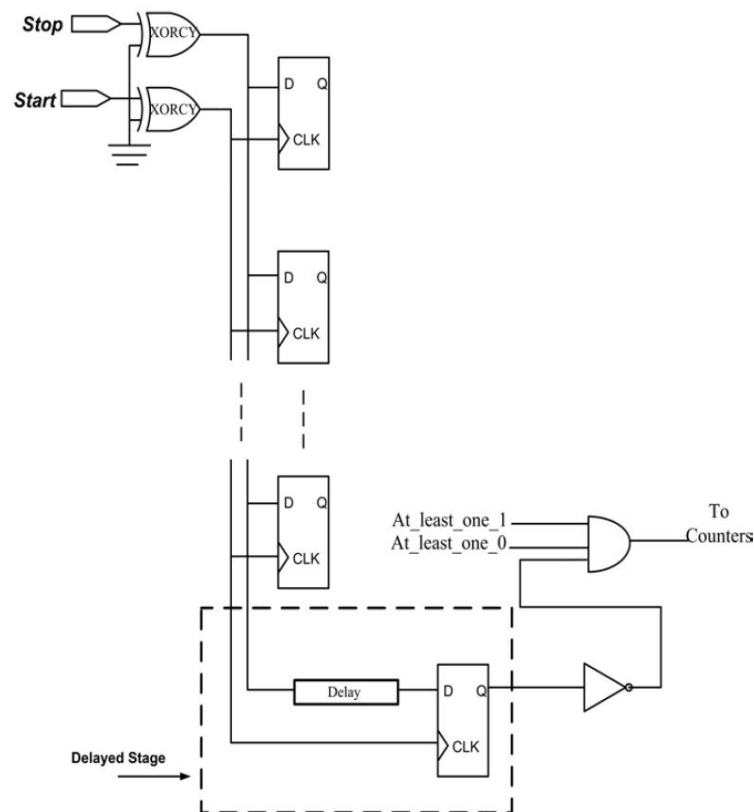 Stop
XORCY
Start
XORCY
D Q
CLK
D Q
CLK
D Q
CLK
At_least_one_1
At_least_one_0
To
Counters
Delay
D Q
CLK
Delayed Stage